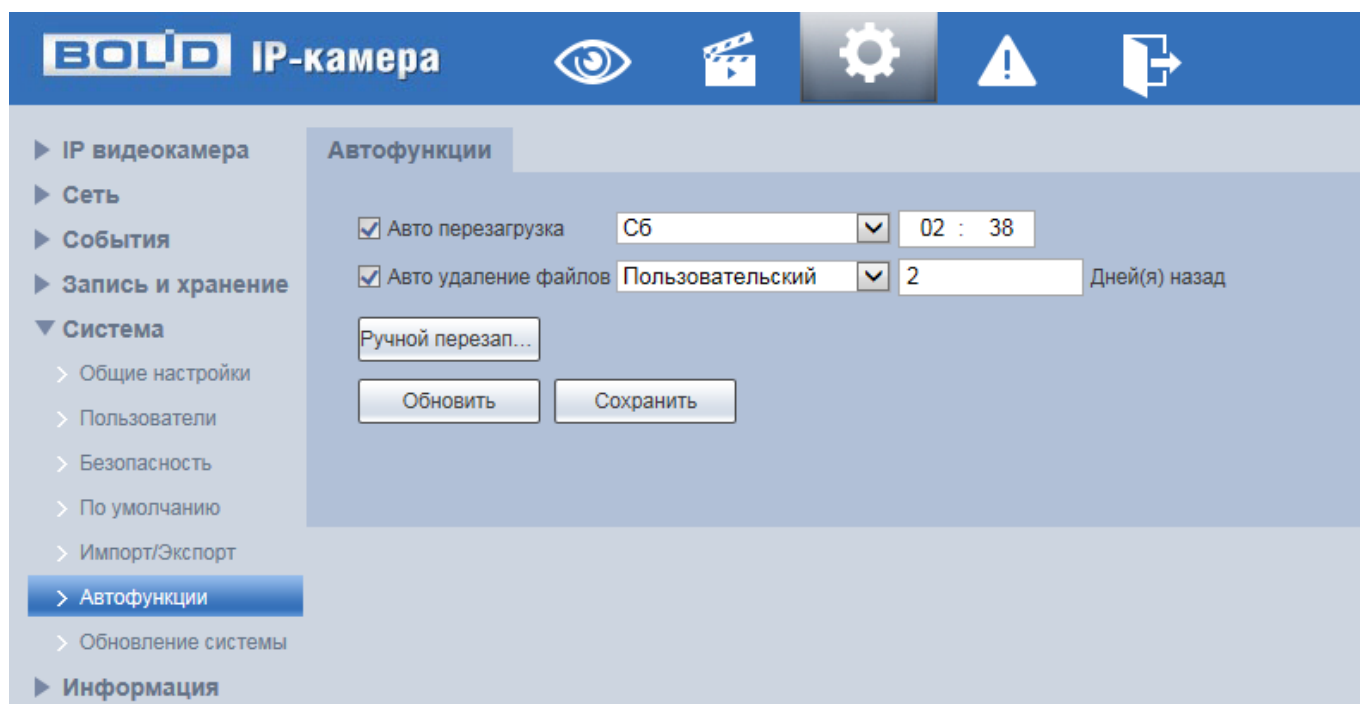 BOLID IP-камера
IP видеокамера
Сеть
События
Запись и хранение
Система
Общие настройки
Пользователи
Безопасность
По умолчанию
Импорт/Экспорт
Автофункции
Обновление системы
Информация
Автофункции
Авто перезагрузка Сб 02 : 38
Авто удаление файлов Пользовательский 2 Дней(я) назад
Ручной перезап...
Обновить Сохранить